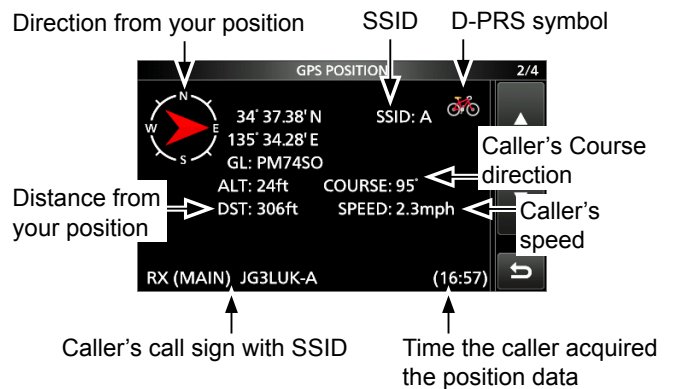 Direction from your position
SSID
D-PRS symbol
GPS POSITION
2/4
N
W
E
S
34°37.38'N
SSID: A
135°34.28'E
GL: PM74SO
Caller's Course
direction
ALT: 24ft
COURSE: 95°
Distance from
your position
DST: 306ft
SPEED: 2.3mph
Caller's
speed
RX (MAIN) JG3LUK-A
(16:57)
Caller's call sign with SSID
Time the caller acquired
the position data